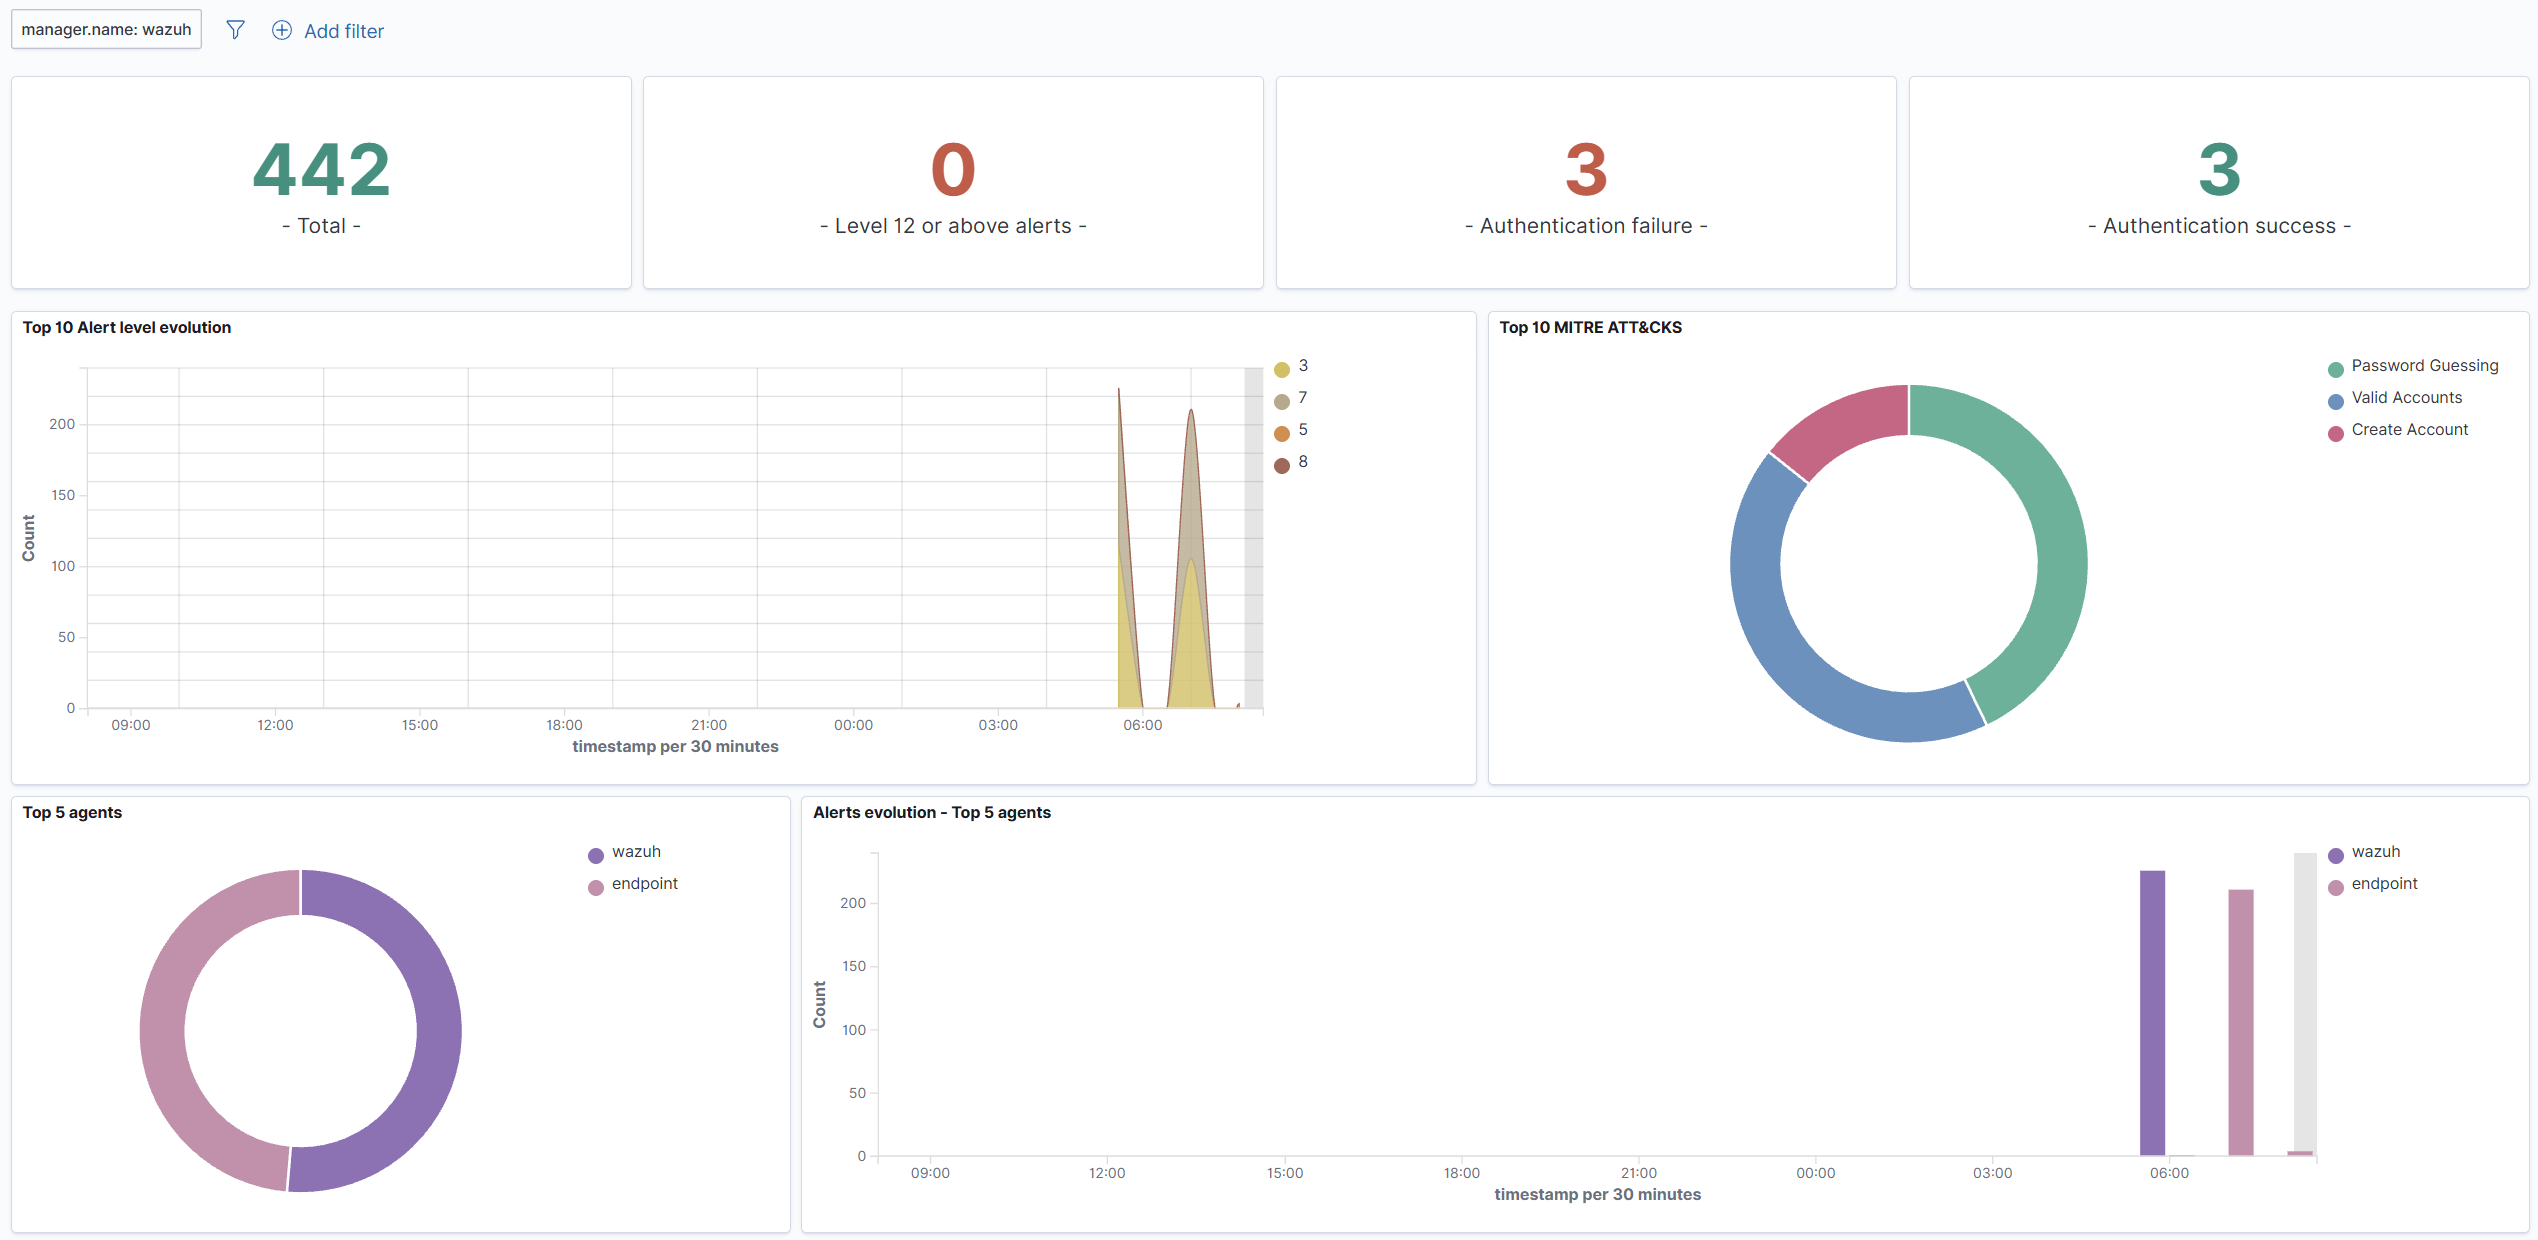 manager.name: wazuh
Add filter
442
- Total -
0
- Level 12 or above alerts -
3
- Authentication failure -
3
- Authentication success -
Top 10 Alert level evolution
200
150
100
50
0
Count
09:00 12:00 15:00 18:00 21:00 00:00 03:00 06:00
timestamp per 30 minutes
3
7
5
8
Top 10 MITRE ATT&CKS
Password Guessing
Valid Accounts
Create Account
Top 5 agents
wazuh
endpoint
Alerts evolution - Top 5 agents
200
150
100
50
0
Count
09:00 12:00 15:00 18:00 21:00 00:00 03:00 06:00
timestamp per 30 minutes
wazuh
endpoint